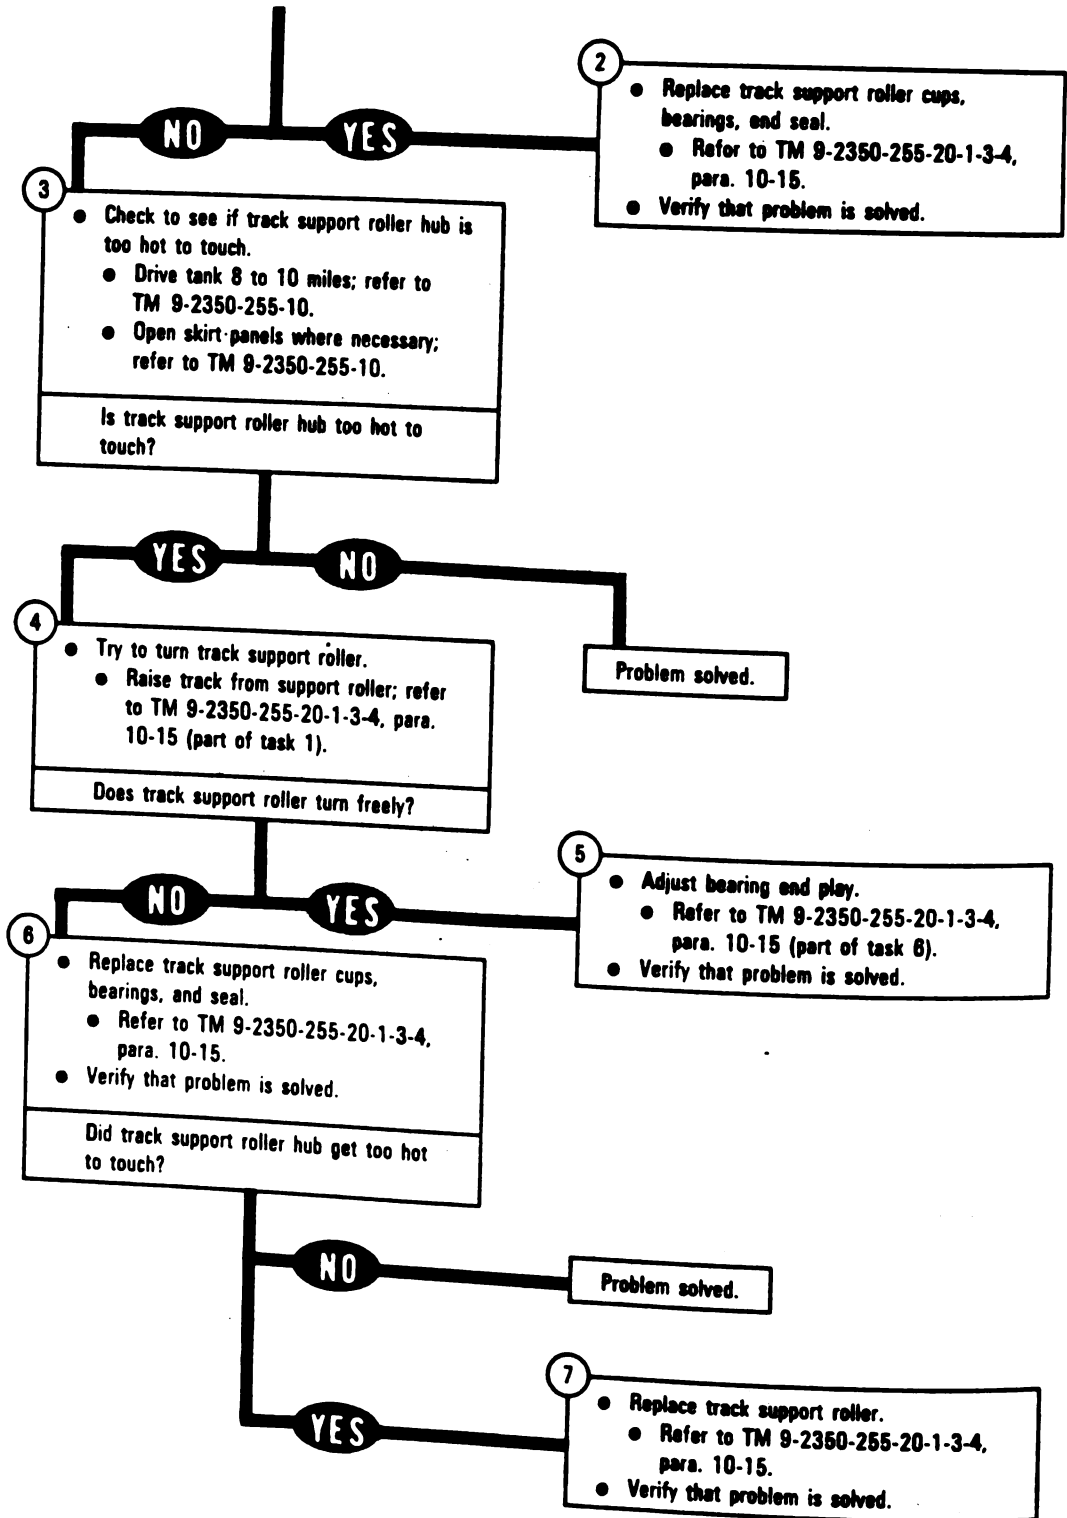 NO
YES
2
● Replace track support roller cups,
bearings, end seal.
● Refor to TM 9-2350-255-20-1-3-4,
para. 10-15.
● Verify that problem is solved.
3
● Check to see if track support roller hub is
too hot to touch.
● Drive tank 8 to 10 miles; refer to
TM 9-2350-255-10.
● Open skirt panels where necessary;
refer to TM 9-2350-255-10.
Is track support roller hub too hot to
touch?
YES
NO
Problem solved.
4
● Try to turn track support roller.
● Raise track from support roller; refer
to TM 9-2350-255-20-1-3-4, para.
10-15 (part of task 1).
Does track support roller turn freely?
NO
YES
5
● Adjust bearing end play.
● Refer to TM 9-2350-255-20-1-3-4,
para. 10-15 (part of task 6).
● Verify that problem is solved.
6
● Replace track support roller cups,
bearings, and seal.
● Refer to TM 9-2350-255-20-1-3-4,
para. 10-15.
● Verify that problem is solved.
Did track support roller hub get too hot
to touch?
NO
Problem solved.
YES
7
● Replace track support roller.
● Refer to TM 9-2350-255-20-1-3-4,
para. 10-15.
● Verify that problem is solved.